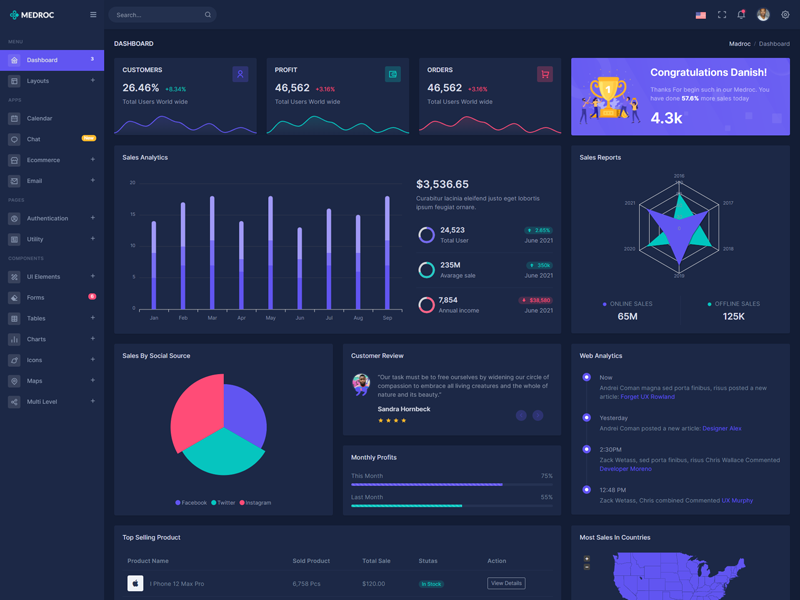 MEDROC
Search...
MENU
Dashboard
Layouts
APPS
Calendar
Chat
New
Ecommerce
Email
PAGES
Authentication
Utility
COMPONENTS
UI Elements
Forms
Tables
Charts
Icons
Maps
Multi Level
DASHBOARD
Medroc / Dashboard
CUSTOMERS
26.46% +8.34%
Total Users World wide
PROFIT
46,562 +3.16%
Total Users World wide
ORDERS
46,562 +3.16%
Total Users World wide
Congratulations Danish!
Thanks For begin such in our Medroc. You
have done 57.6% more sales today.
4.3k
1
Sales Analytics
20
15
10
5
0
Jan Feb Mar Apr May Jun Jul Aug Sep
$3,536.65
Curabitur lacinia eleifend justo eget lobortis
ipsum feugiat ornare.
24,523
Total User
2.65%
June 2021
235M
Avarage sale
June 2021
7,854
Annual income
June 2021
Sales Reports
2016
2017
2018
2019
2020
2021
ONLINE SALES
65M
OFFLINE SALES
125K
Sales By Social Source
Facebook Twitter Instagram
Customer Review
"Our task must be to free ourselves by widening our circle of
compassion to embrace all living creatures and the whole of
nature and its beauty."
Sandra Hornbeck
Monthly Profits
This Month 75%
Last Month 55%
Web Analytics
Now
Andrei Coman magna sed porta finibus, risus posted a new
article: Forget UX Rowland
Yesterday
Andrei Coman posted a new article: Designer Alex
2:30PM
Zack Wetass, sed porta finibus, risus Chris Wallace Commented
Developer Moreno
12:48 PM
Zack Wetass, Chris combined Commented UX Murphy
Top Selling Product
Product Name Sold Product Total Sale Stutas Action
I Phone 12 Max Pro 6,758 Pcs $120.00 In Stock View Details
Most Sales In Countries
+
-